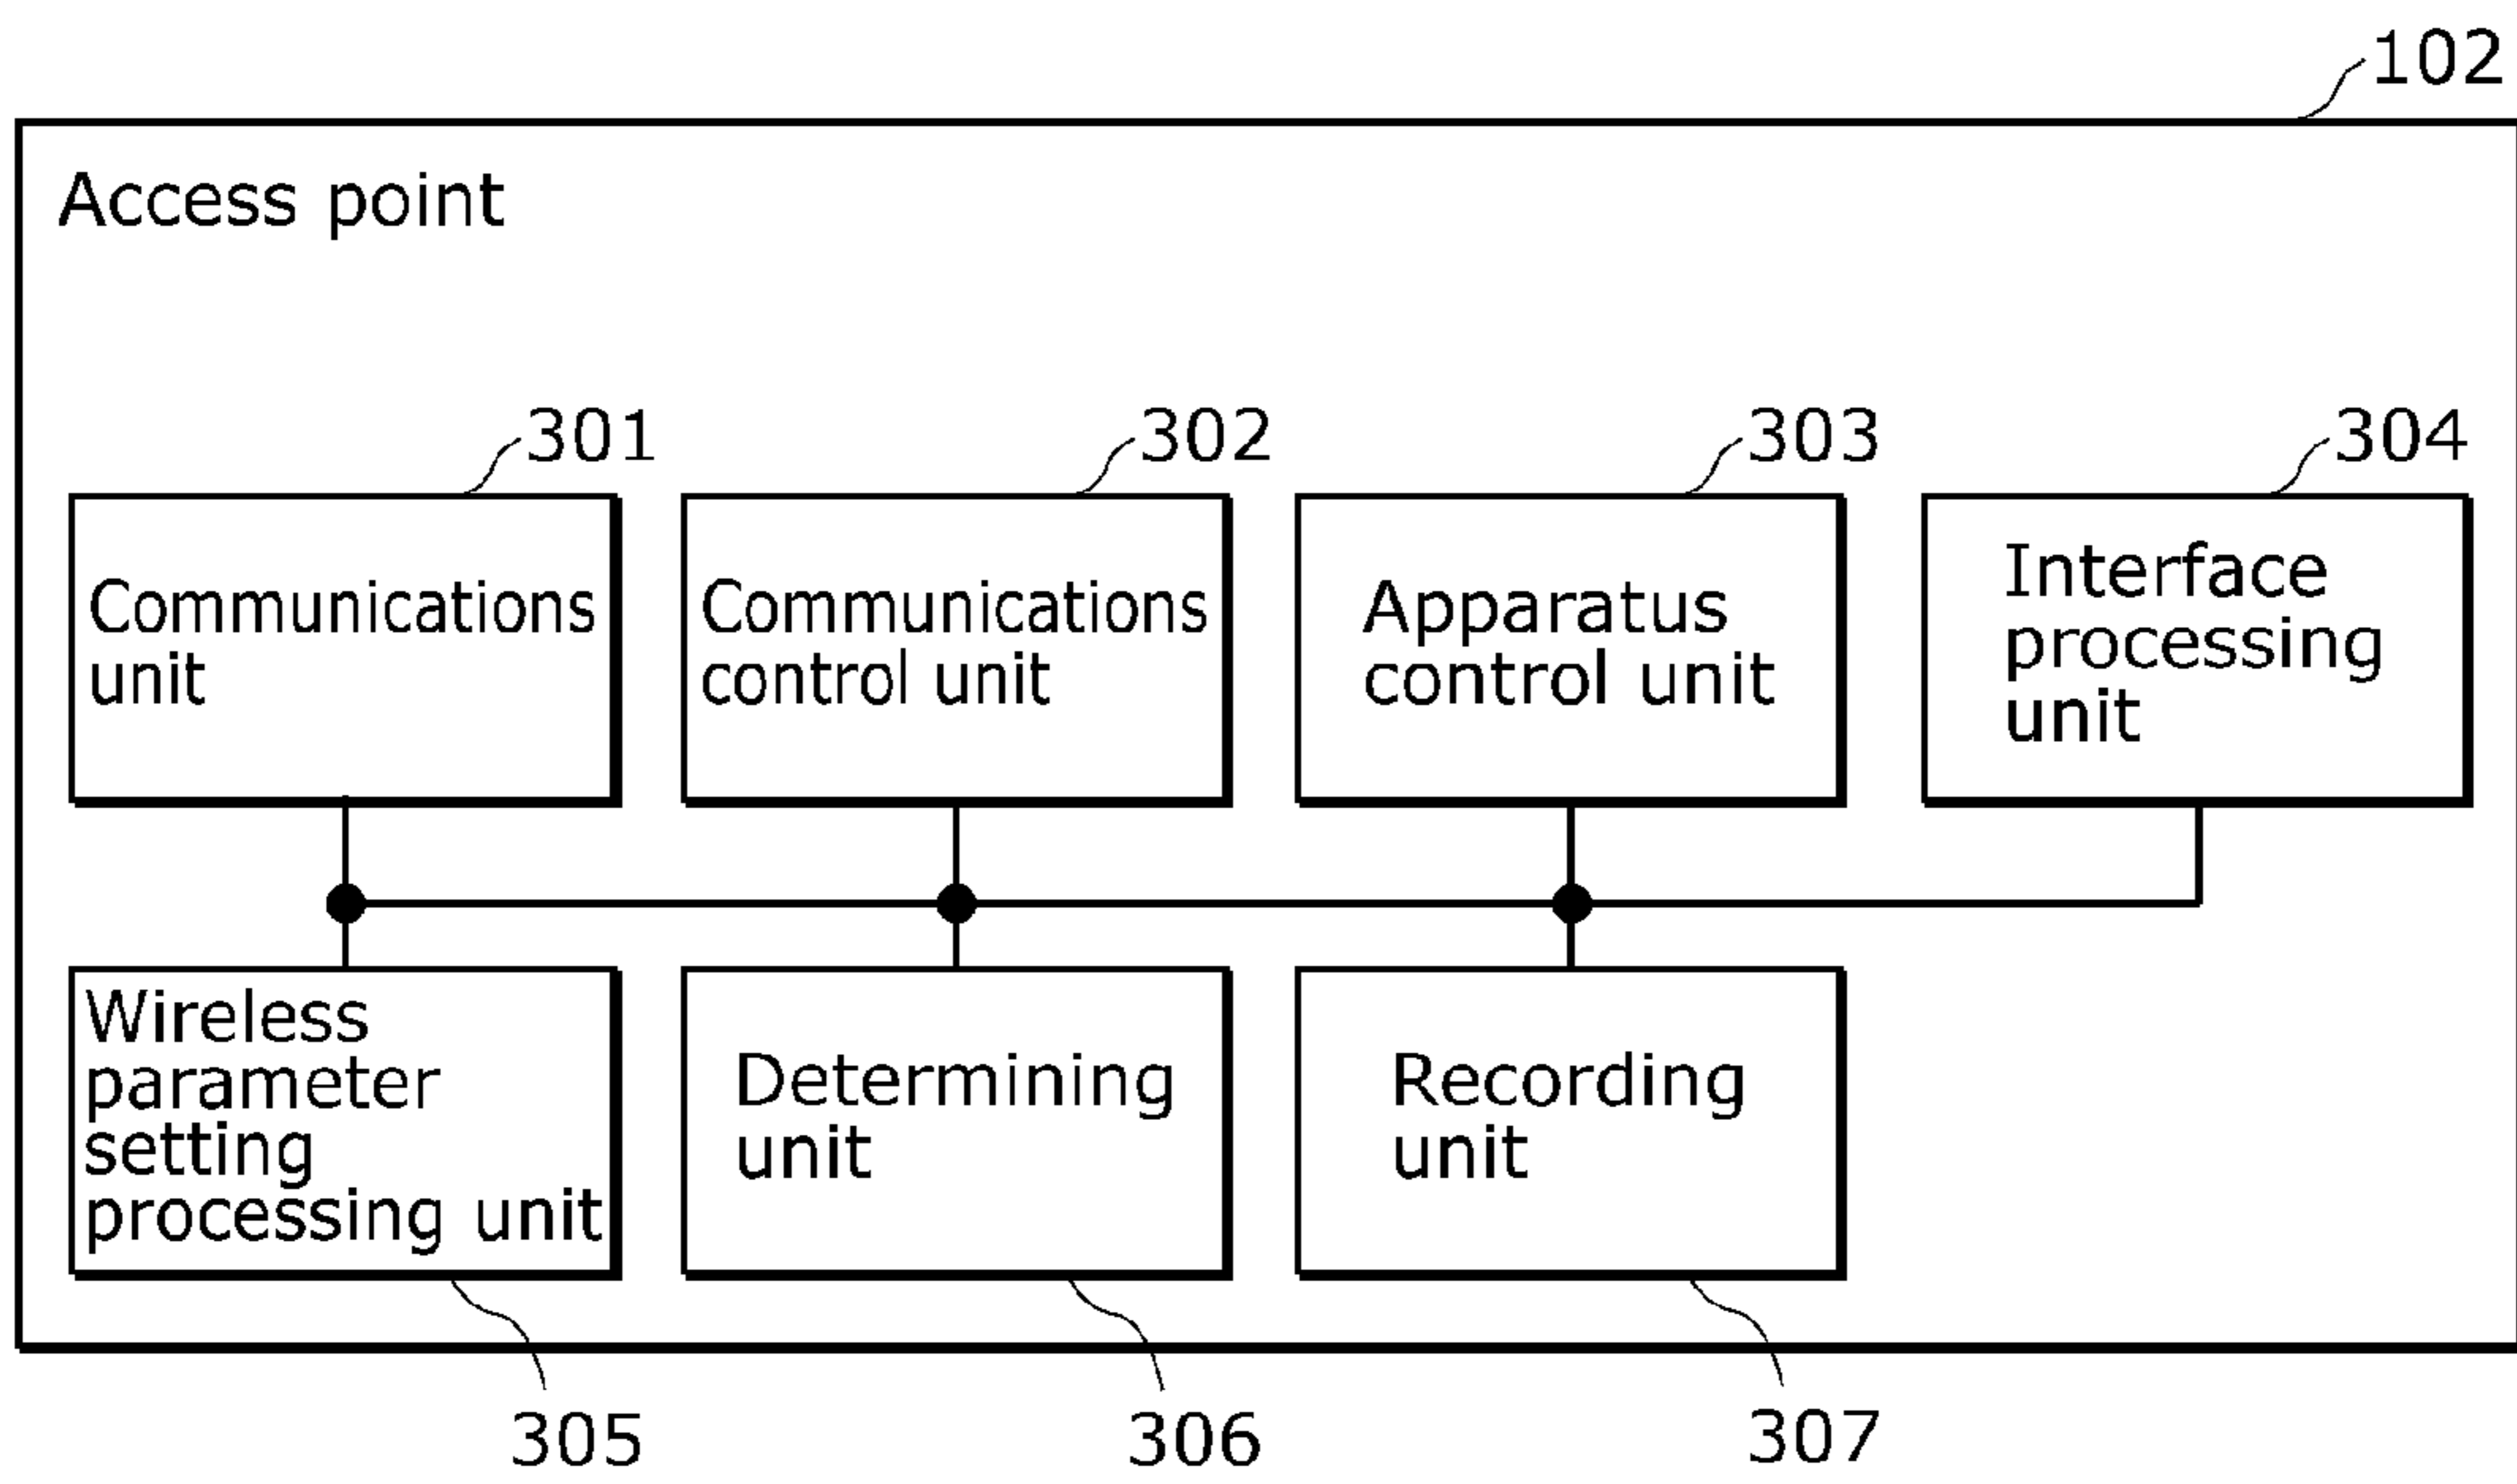 102
Access point
301
302
303
304
Communications
unit
Communications
control unit
Apparatus
control unit
Interface
processing
unit
Wireless
parameter
setting
processing unit
Determining
unit
Recording
unit
305
306
307